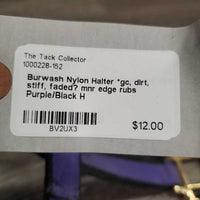 The Tack Collector
1000228-152
Burwash Nylon Halter *gc, dirt,
stiff, faded? mnr edge rubs
Purple/Black H
BV2UX3
$12.00